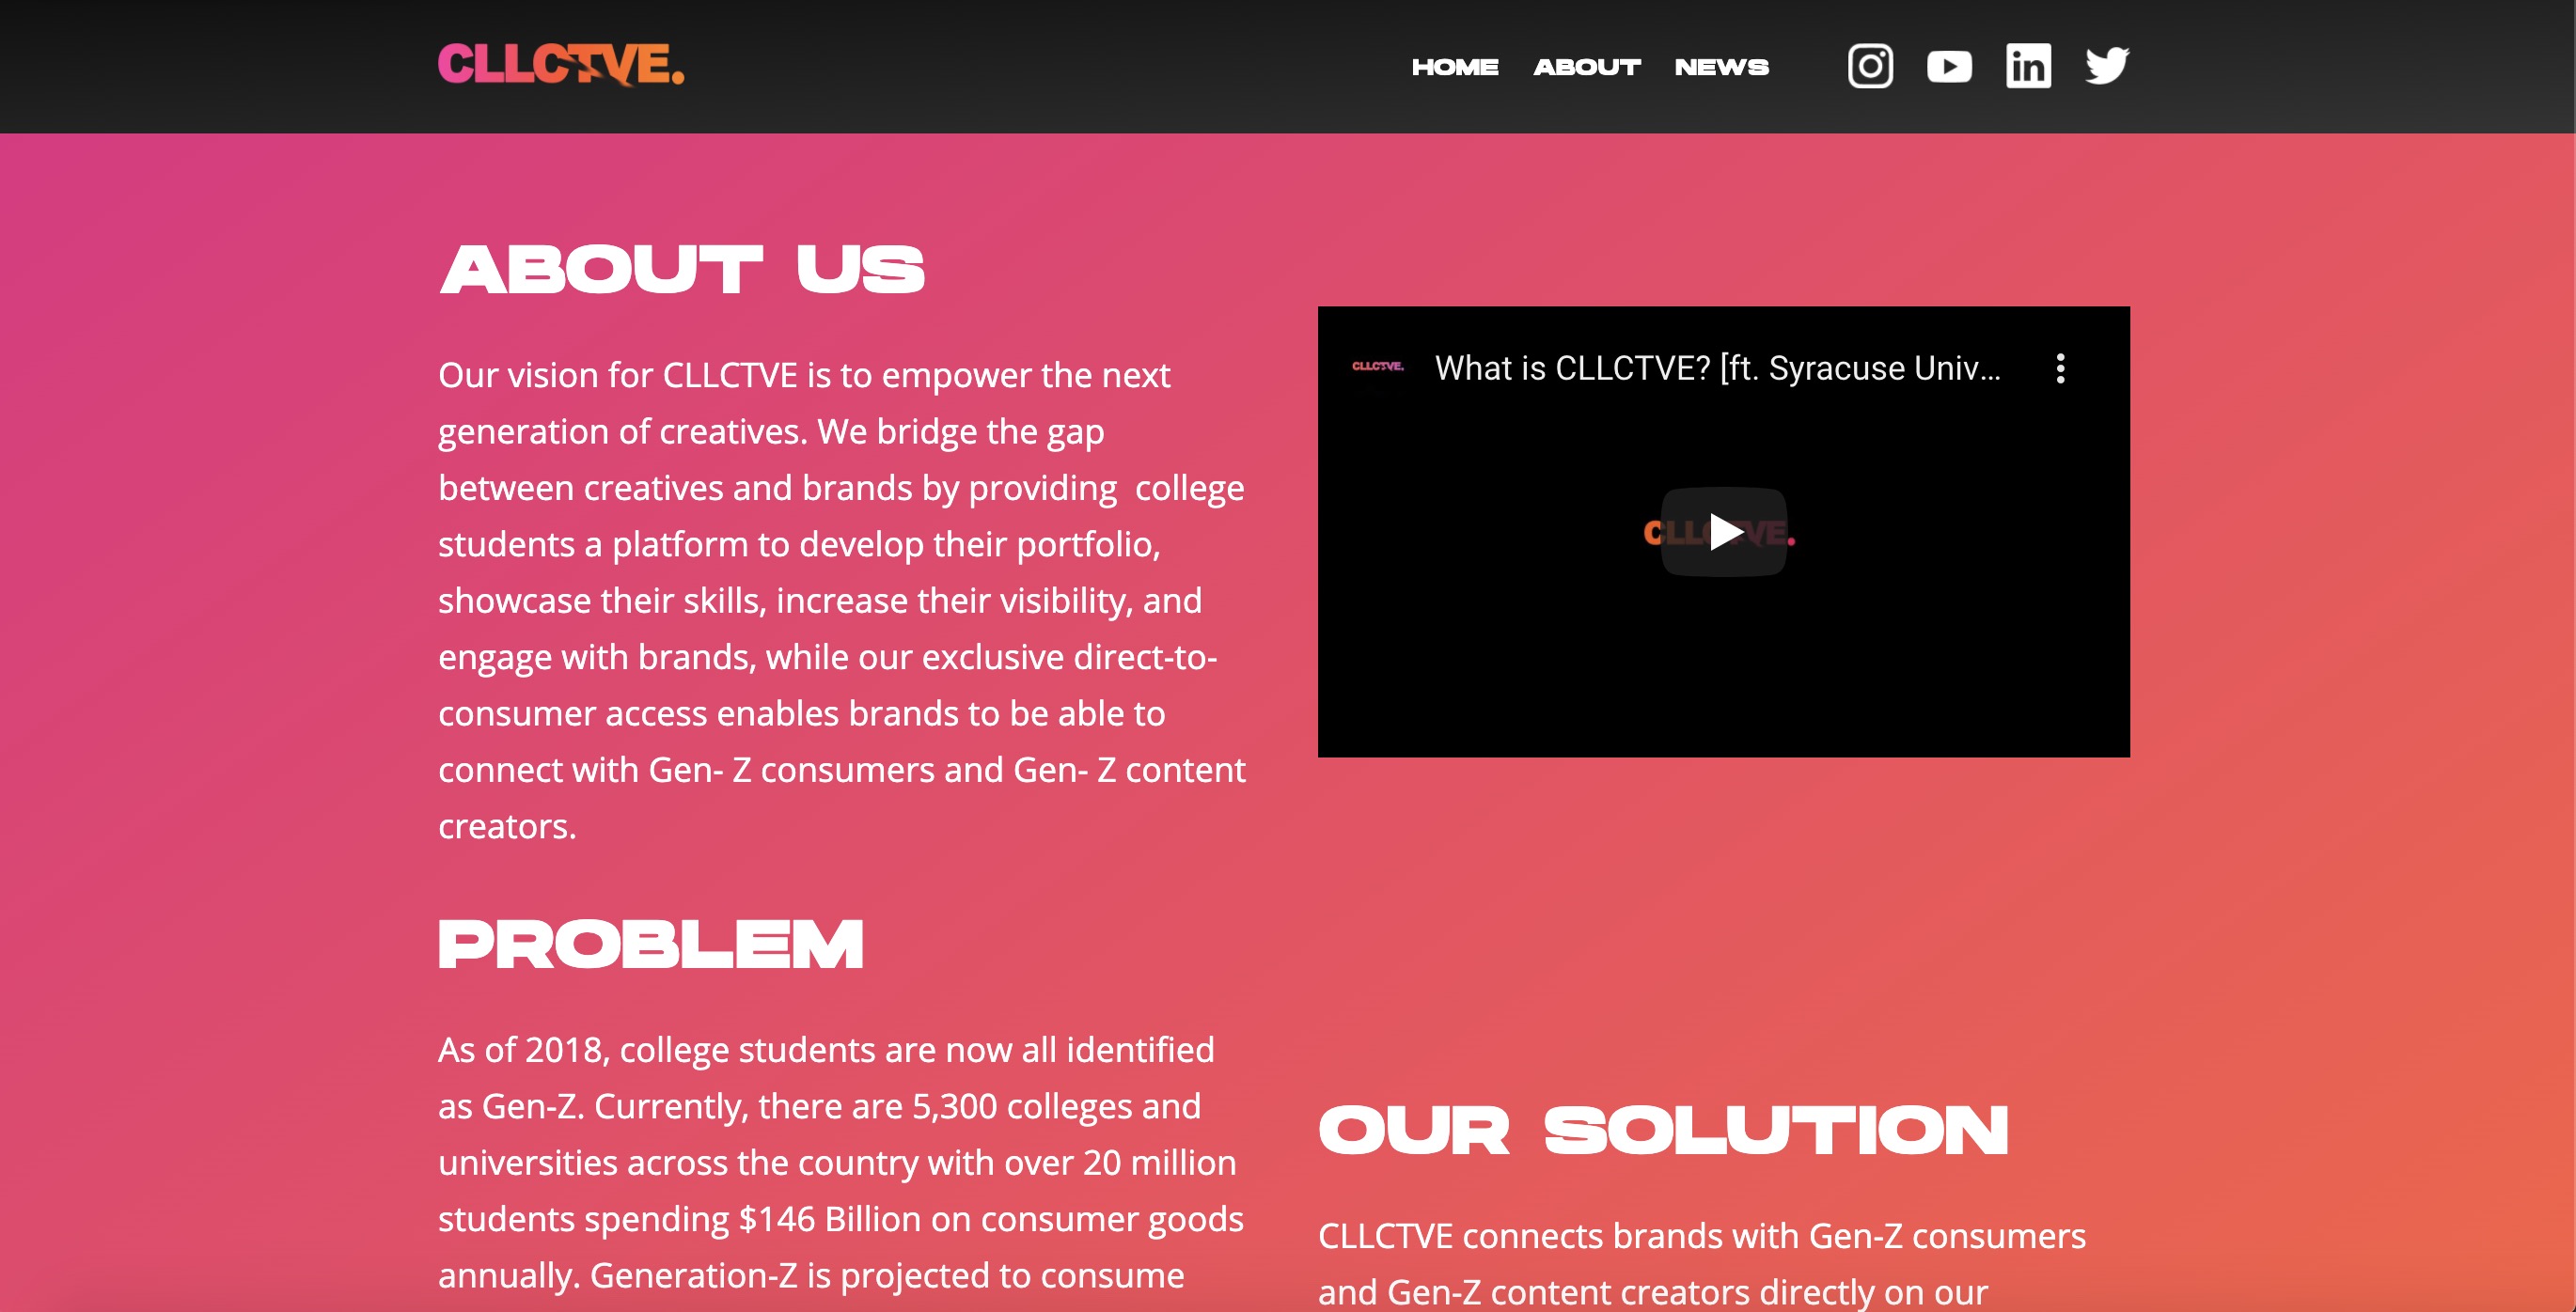 CLLCTVE.
HOME ABOUT NEWS
ABOUT US
Our vision for CLLCTVE is to empower the next
generation of creatives. We bridge the gap
between creatives and brands by providing  college
students a platform to develop their portfolio,
showcase their skills, increase their visibility, and
engage with brands, while our exclusive direct-to-
consumer access enables brands to be able to
connect with Gen- Z consumers and Gen- Z content
creators.
CLLCTVE.
What is CLLCTVE? [ft. Syracuse Univ...
CLLCTVE.
PROBLEM
As of 2018, college students are now all identified
as Gen-Z. Currently, there are 5,300 colleges and
universities across the country with over 20 million
students spending $146 Billion on consumer goods
annually. Generation-Z is projected to consume
OUR SOLUTION
CLLCTVE connects brands with Gen-Z consumers
and Gen-Z content creators directly on our